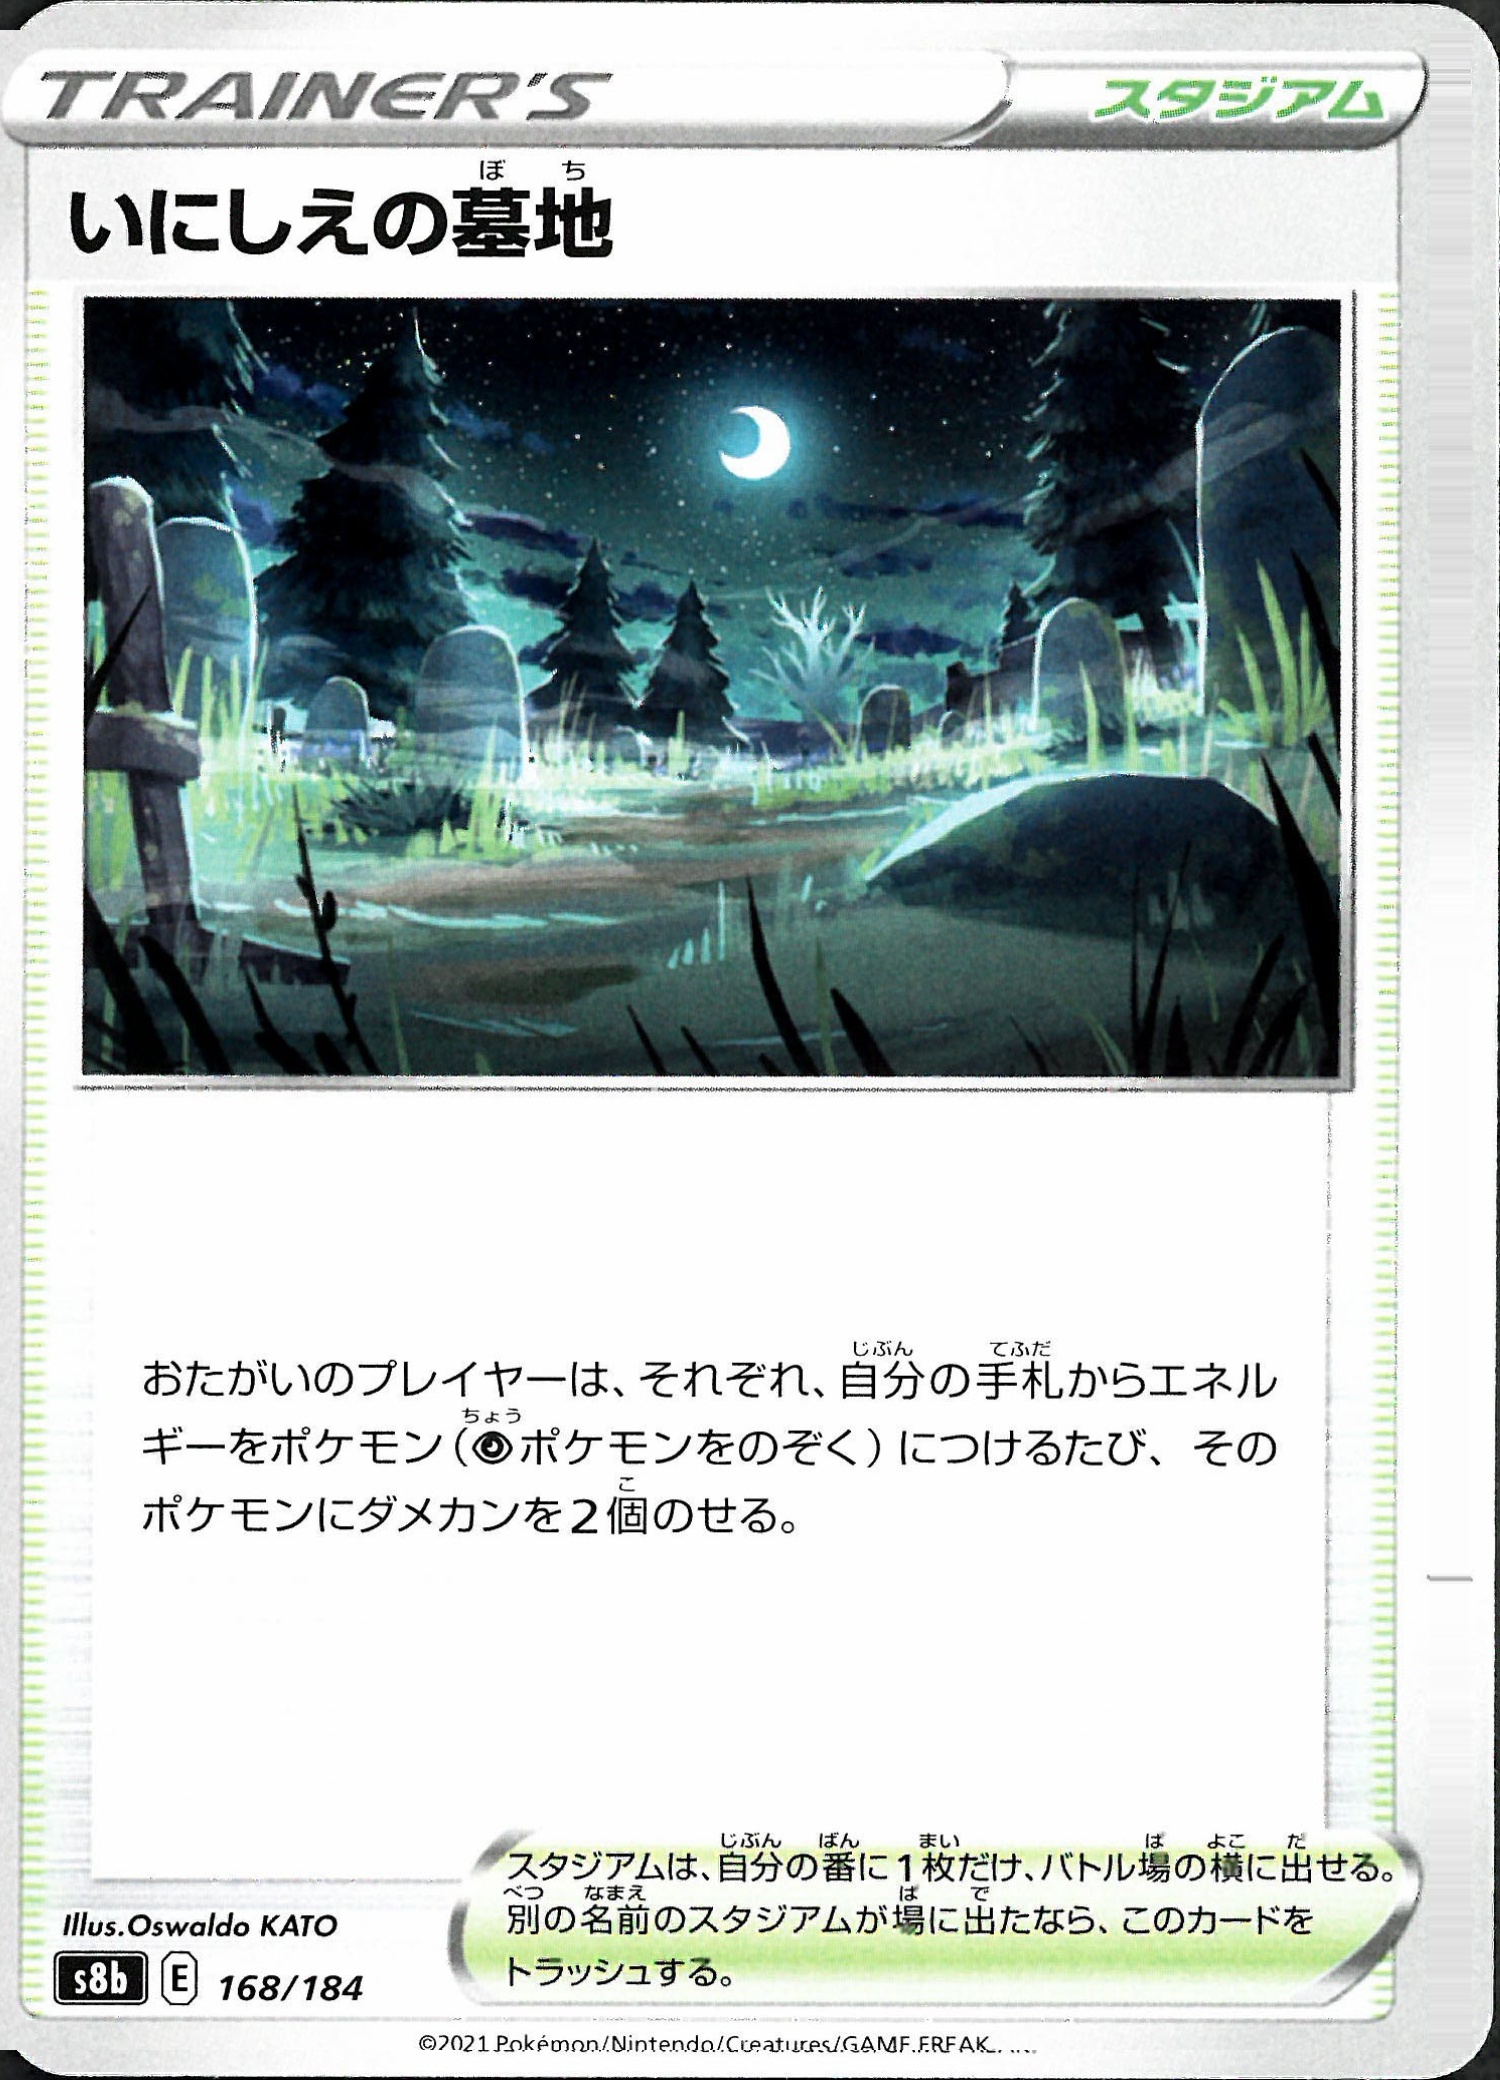 TRAINER'S
スタジアム
いにしえの墓地
ぼち
おたがいのプレイヤーは、それぞれ、自分の手札からエネル
じぶん てふだ
ギーをポケモン(ポケモンをのぞく)につけるたび、その
ちょう
ポケモンにダメカンを2個のせる。
こ
スタジアムは、自分の番に1枚だけ、バトル場の横に出せる。
じぶん ばん まい ば よこ だ
別の名前のスタジアムが場に出たなら、このカードを
べつ なまえ ば で
トラッシュする。
Illus.Oswaldo KATO
s8b E 168/184
©2021 Pokémon/Nintendo/Creatures/GAME FREAK